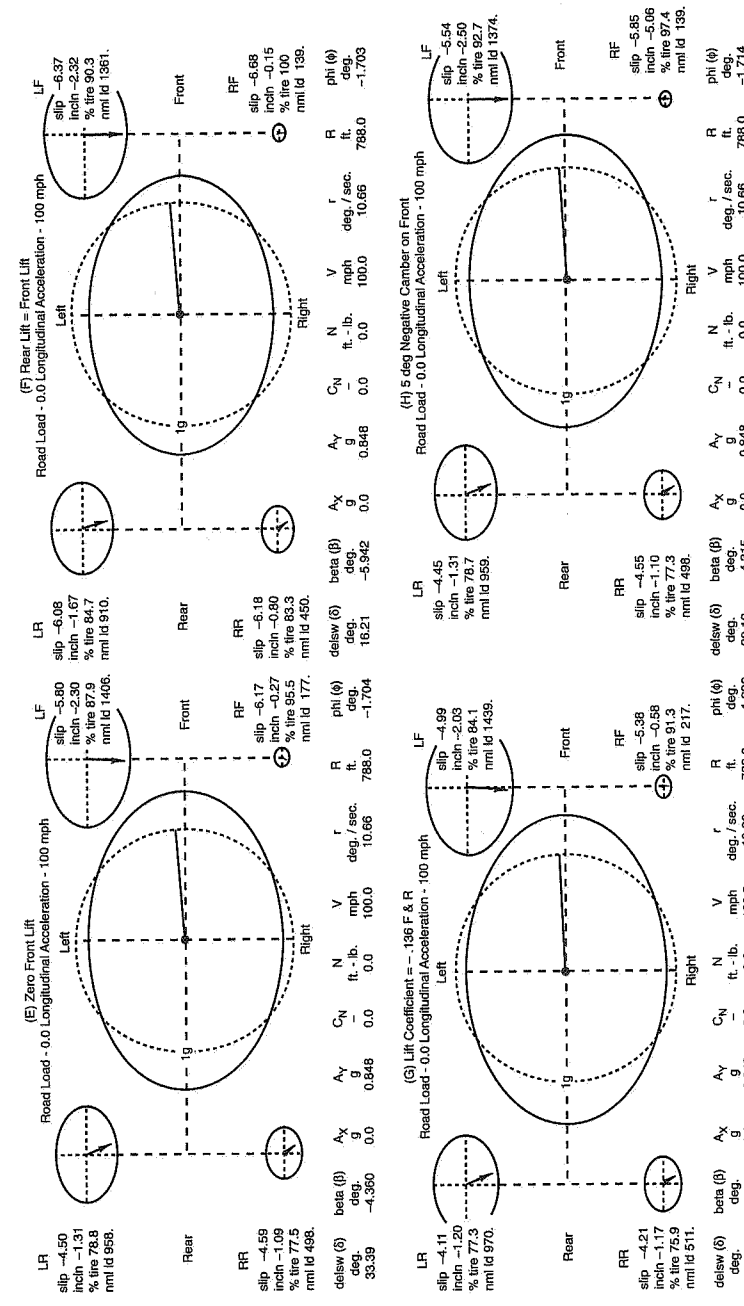 (E) Zero Front Lift
Road Load - 0.0 Longitudinal Acceleration - 100 mph
LR
slip −4.50
incln −1.31
% tire 78.8
nml ld 958.
Left
LF
slip −5.80
incln −2.30
% tire 87.9
nml ld 1406.
Rear
1g
Front
RR
slip −4.59
incln −1.09
% tire 77.5
nml ld 498.
Right
RF
slip −6.17
incln −0.27
% tire 95.5
nml ld 177.
delsw (δ) beta (β) AX AY CN N V r R phi (ϕ)
deg. deg. g g – ft. - lb. mph deg. / sec. ft. deg.
33.39 −4.360 0.0 0.848 0.0 0.0 100.0 10.66 788.0 −1.704
(F) Rear Lift = Front Lift
Road Load - 0.0 Longitudinal Acceleration - 100 mph
LR
slip −6.08
incln −1.67
% tire 84.7
nml ld 910.
Left
LF
slip −6.37
incln −2.32
% tire 90.3
nml ld 1361.
Rear
1g
Front
RR
slip −6.18
incln −0.80
% tire 83.3
nml ld 450.
Right
RF
slip −6.68
incln −0.15
% tire 100
nml ld 139.
delsw (δ) beta (β) AX AY CN N V r R phi (ϕ)
deg. deg. g g – ft. - lb. mph deg. / sec. ft. deg.
16.21 −5.942 0.0 0.848 0.0 0.0 100.0 10.66 788.0 −1.703
(G) Lift Coefficient = −.136 F & R
Road Load - 0.0 Longitudinal Acceleration - 100 mph
LR
slip −4.11
incln −1.20
% tire 77.3
nml ld 970.
Left
LF
slip −4.99
incln −2.03
% tire 84.1
nml ld 1439.
Rear
1g
Front
RR
slip −4.21
incln −1.17
% tire 75.9
nml ld 511.
Right
RF
slip −5.38
incln −0.58
% tire 91.3
nml ld 217.
delsw (δ) beta (β) AX AY CN N V r R phi (ϕ)
deg. deg. g g – ft. - lb. mph deg. / sec. ft. deg.
(H) 5 deg Negative Camber on Front
Road Load - 0.0 Longitudinal Acceleration - 100 mph
LR
slip −4.45
incln −1.31
% tire 78.7
nml ld 959.
Left
LF
slip −5.54
incln −2.50
% tire 92.7
nml ld 1374.
Rear
1g
Front
RR
slip −4.55
incln −1.10
% tire 77.3
nml ld 498.
Right
RF
slip −5.85
incln −5.06
% tire 97.4
nml ld 139.
delsw (δ) beta (β) AX AY CN N V r R phi (ϕ)
deg. deg. g g – ft. - lb. mph deg. / sec. ft. deg.
0.0 0.848 0.0 0.0 100.0 10.66 788.0 −1.714